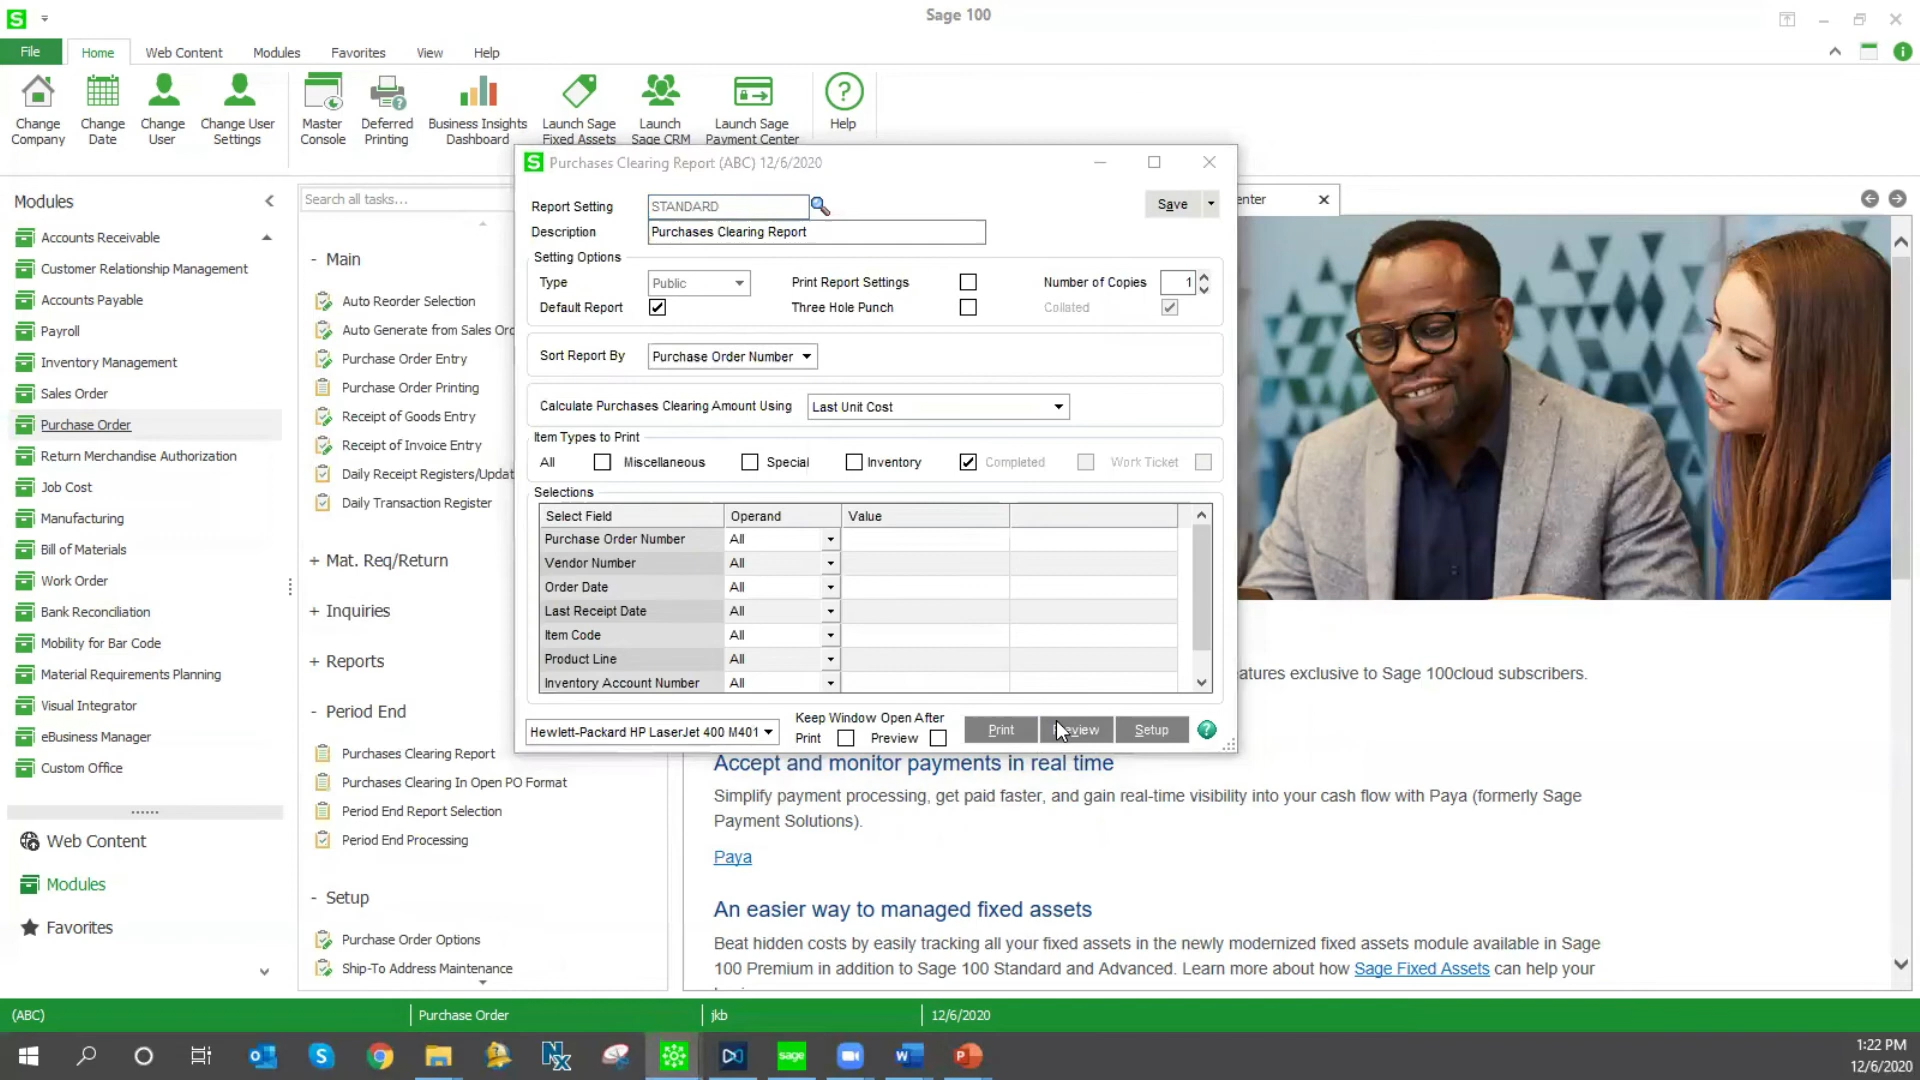 S
Sage 100
File
Home
Web Content
Modules
Favorites
View
Help
Change Company
Change Date
Change User
Change User Settings
Master Console
Deferred Printing
Business Insights Dashboard
Launch Sage Fixed Assets
Launch Sage CRM
Launch Sage Payment Center
Help
Modules
Accounts Receivable
Customer Relationship Management
Accounts Payable
Payroll
Inventory Management
Sales Order
Purchase Order
Return Merchandise Authorization
Job Cost
Manufacturing
Bill of Materials
Work Order
Bank Reconciliation
Mobility for Bar Code
Material Requirements Planning
Visual Integrator
eBusiness Manager
Custom Office
Web Content
Modules
Favorites
Search all tasks...
- Main
Auto Reorder Selection
Auto Generate from Sales Orc
Purchase Order Entry
Purchase Order Printing
Receipt of Goods Entry
Receipt of Invoice Entry
Daily Receipt Registers/Updat
Daily Transaction Register
+ Mat. Req/Return
+ Inquiries
+ Reports
- Period End
Purchases Clearing Report
Purchases Clearing In Open PO Format
Period End Report Selection
Period End Processing
- Setup
Purchase Order Options
Ship-To Address Maintenance
S Purchases Clearing Report (ABC) 12/6/2020
Report Setting STANDARD
Save
Description Purchases Clearing Report
Setting Options
Type Public Print Report Settings Number of Copies 1
Default Report Three Hole Punch Collated
Sort Report By Purchase Order Number
Calculate Purchases Clearing Amount Using Last Unit Cost
Item Types to Print
All Miscellaneous Special Inventory Completed Work Ticket
Selections
Select Field Operand Value
Purchase Order Number All
Vendor Number All
Order Date All
Last Receipt Date All
Item Code All
Product Line All
Inventory Account Number All
Hewlett-Packard HP LaserJet 400 M401
Keep Window Open After
Print Preview
Print
eview
Setup
enter
atures exclusive to Sage 100cloud subscribers.
Accept and monitor payments in real time
Simplify payment processing, get paid faster, and gain real-time visibility into your cash flow with Paya (formerly Sage
Payment Solutions).
Paya
An easier way to managed fixed assets
Beat hidden costs by easily tracking all your fixed assets in the newly modernized fixed assets module available in Sage
100 Premium in addition to Sage 100 Standard and Advanced. Learn more about how Sage Fixed Assets can help your
(ABC)
Purchase Order
jkb
12/6/2020
sage
1:22 PM
12/6/2020